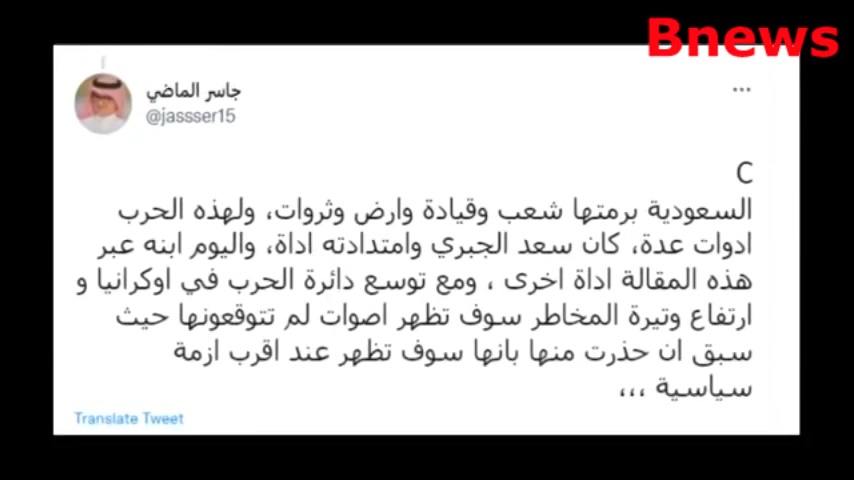 Bnews
جاسر الماضي
@jassser15
...
C
السعودية برمتها شعب وقيادة وارض وثروات، ولهذه الحرب
ادوات عدة، كان سعد الجبري وامتدادته اداة، واليوم ابنه عبر
هذه المقالة اداة اخرى ، ومع توسع دائرة الحرب في اوكرانيا و
ارتفاع وتيرة المخاطر سوف تظهر اصوات لم تتوقعونها حيث
سبق ان حذرت منها بانها سوف تظهر عند اقرب ازمة
سياسية ،،،
Translate Tweet